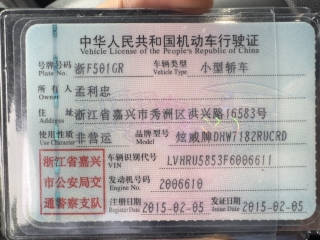 中华人民共和国机动车行驶证
Vehicle License of the People's Republic of China
号牌号码 浙F501GR 车辆类型 小型轿车
Plate No. Vehicle Type
所有人 孟利忠
Owner
住址 浙江省嘉兴市秀洲区洪兴路16583号
Address
使用性质 非营运 品牌型号 炫威牌DHW7182RUCRD
Use Character Model
浙江省嘉兴市公安局交通警察支队
车辆识别代号 LVHRU5853F6006611
VIN
发动机号码 2006610
Engine No.
注册日期 2015-02-05 发证日期 2015-02-05
Register Date Issue Date